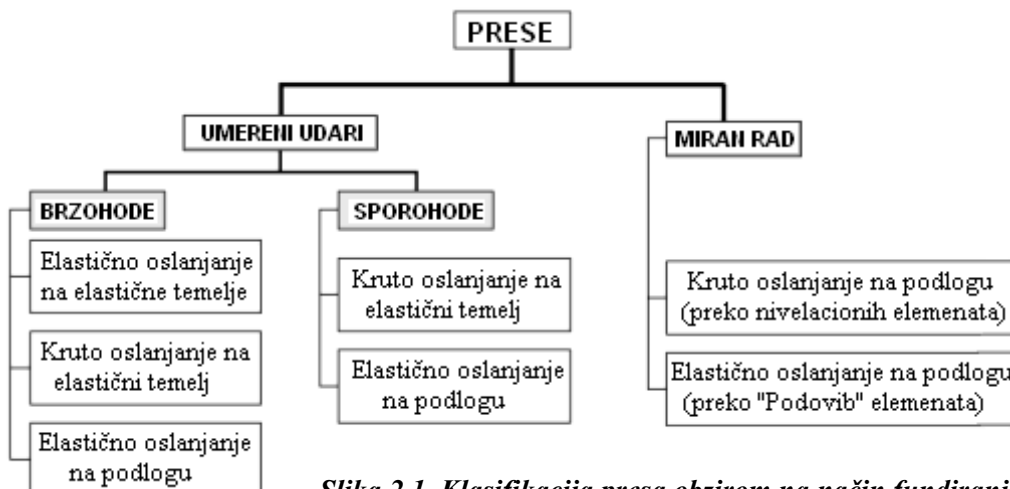 PRESE
UMERENI UDARI
MIRAN RAD
BRZOHODE
SPOROHODE
Elastično oslanjanje
na elastične temelje
Kruto oslanjanje na
elastični temelj
Elastično oslanjanje
na podlogu
Kruto oslanjanje na
elastični temelj
Elastično oslanjanje
na podlogu
Kruto oslanjanje na podlogu
(preko nivelacionih elemenata)
Elastično oslanjanje na podlogu
(preko "Podovib" elemenata)
Slika 2.1. Klasifikacija presa obzirom na način